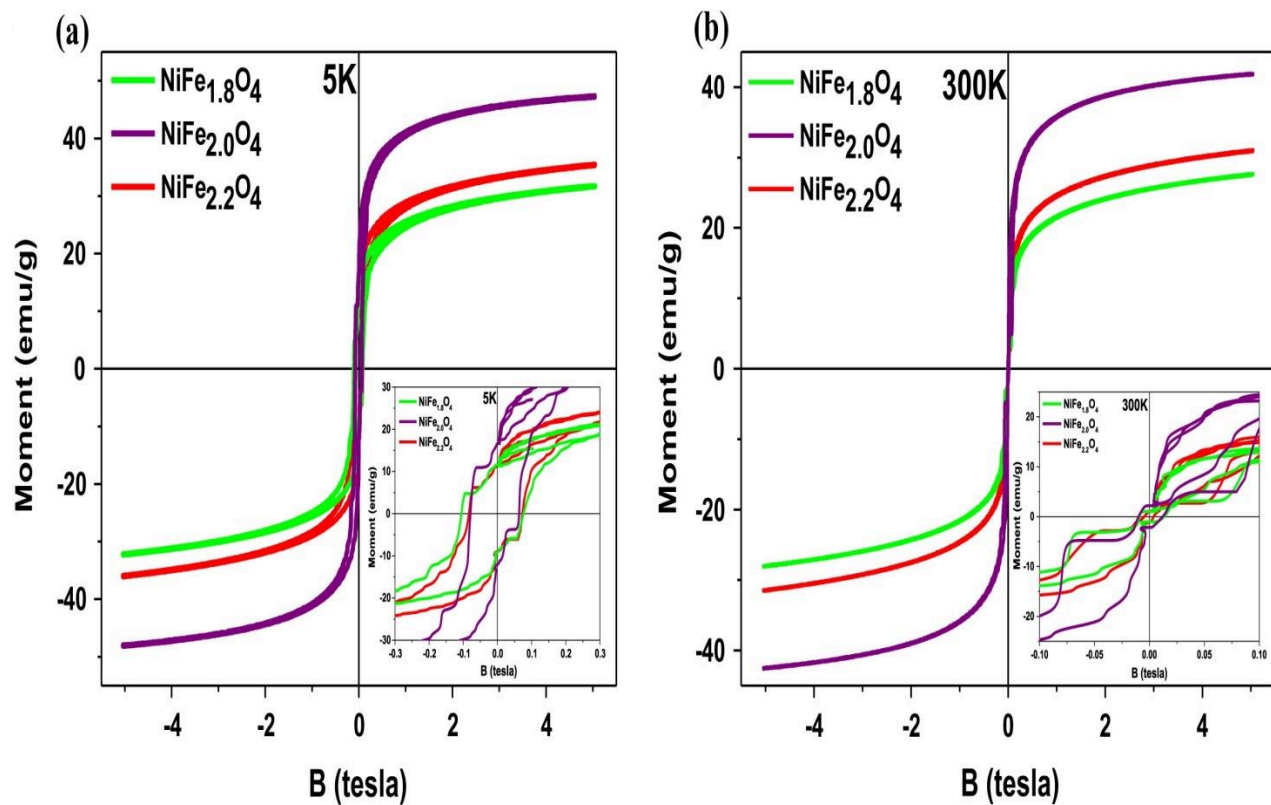 (a)
5K
NiFe1.8O4
NiFe2.0O4
NiFe2.2O4
Moment (emu/g)
40
20
0
-20
-40
-4 -2 0 2 4
B (tesla)
5K
NiFe1.8O4
NiFe2.0O4
NiFe2.2O4
Moment (emu/g)
30
20
10
0
-10
-20
-30
-0.3 -0.2 -0.1 0.0 0.1 0.2 0.3
B (tesla)
(b)
300K
NiFe1.8O4
NiFe2.0O4
NiFe2.2O4
Moment (emu/g)
40
20
0
-20
-40
-4 -2 0 2 4
B (tesla)
300K
NiFe1.8O4
NiFe2.0O4
NiFe2.2O4
Moment (emu/g)
20
10
0
-10
-20
-0.10 -0.05 0.00 0.05 0.10
B (tesla)